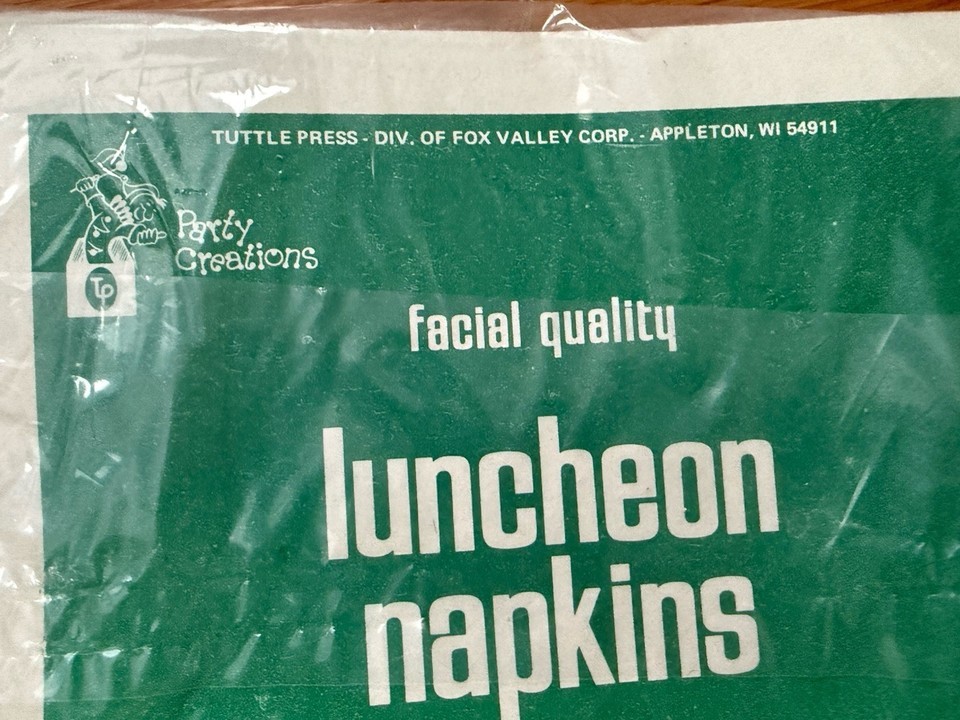 TUTTLE PRESS - DIV. OF FOX VALLEY CORP. - APPLETON, WI 54911
Party
Creations
TP
facial quality
luncheon
napkins